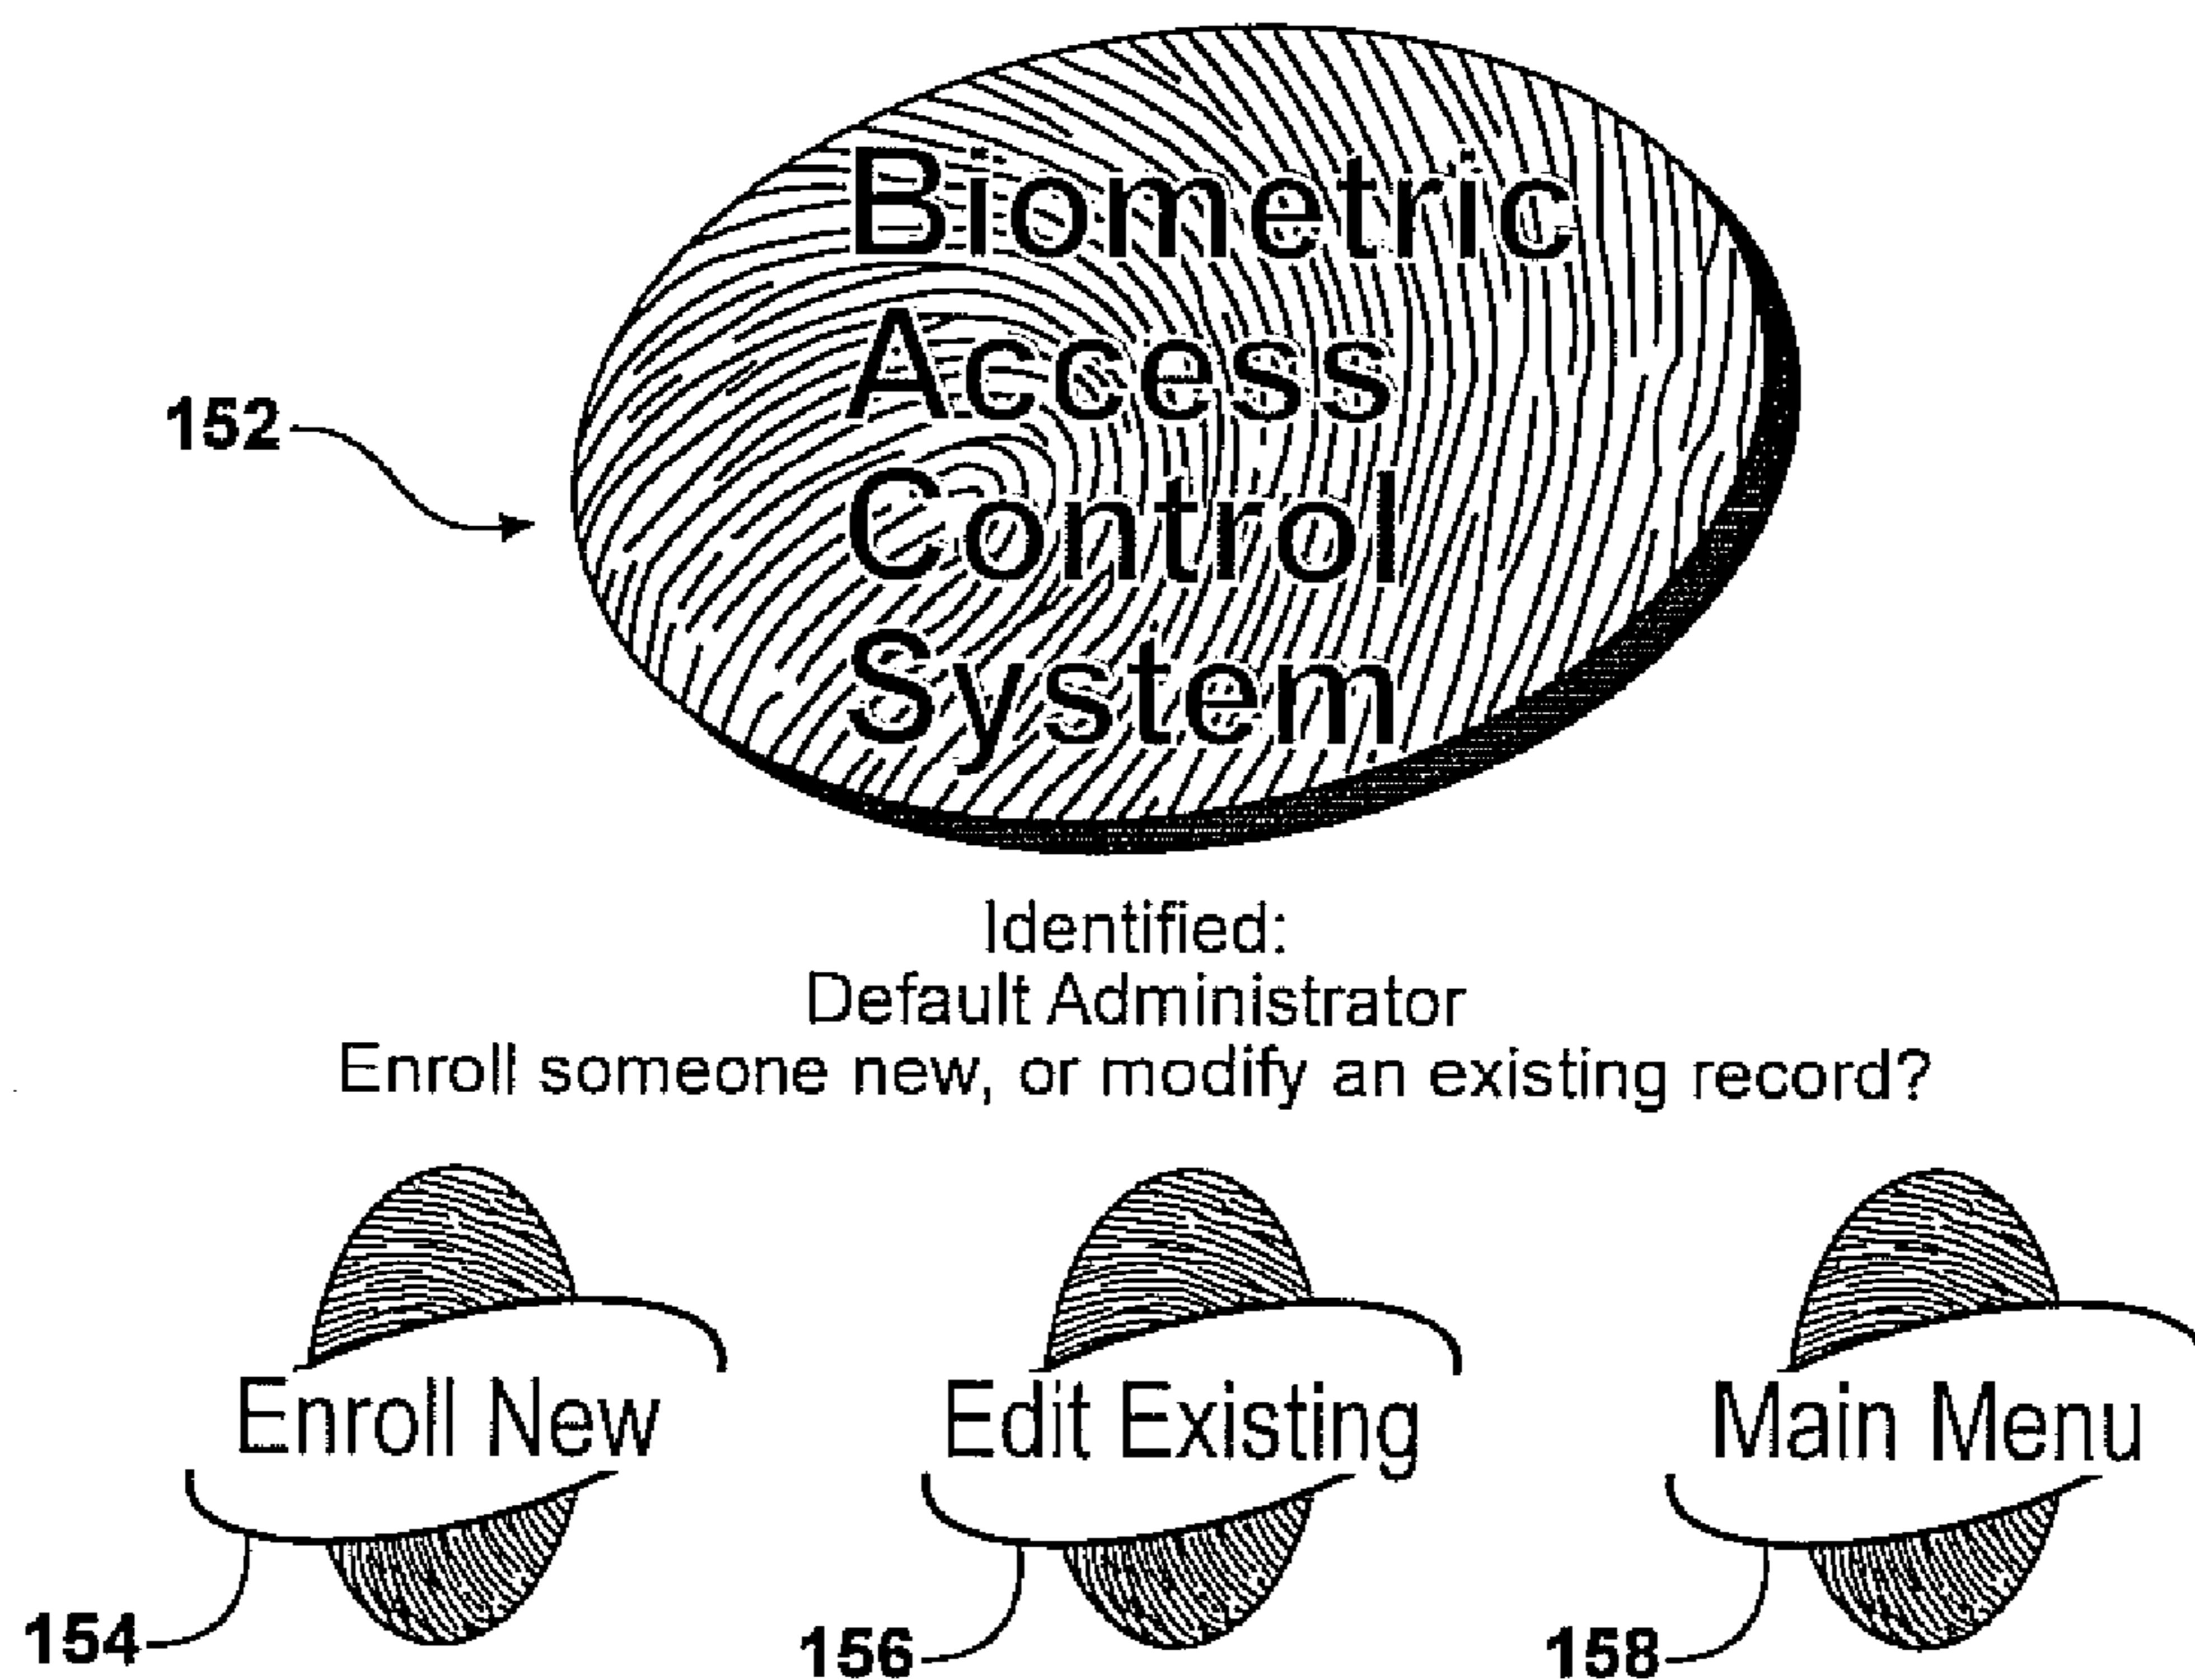 Biometric
Access
152
Control
System
Identified:
Default Administrator
Enroll someone new, or modify an existing record?
Enroll New
Edit Existing
Main Menu
154
156
158